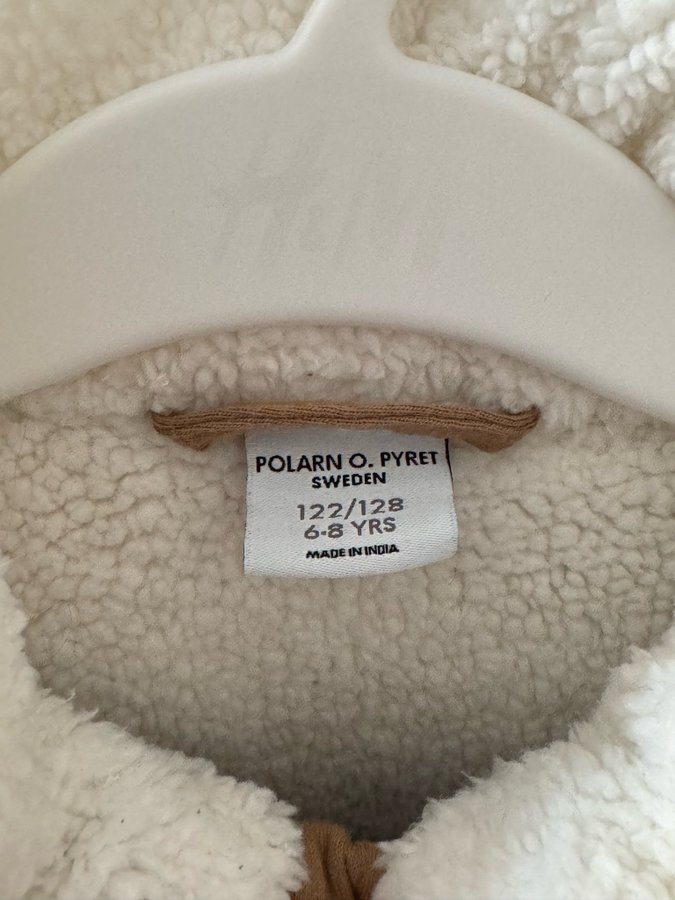 H&M
POLARN O. PYRET
SWEDEN
122/128
6-8 YRS
MADE IN INDIA